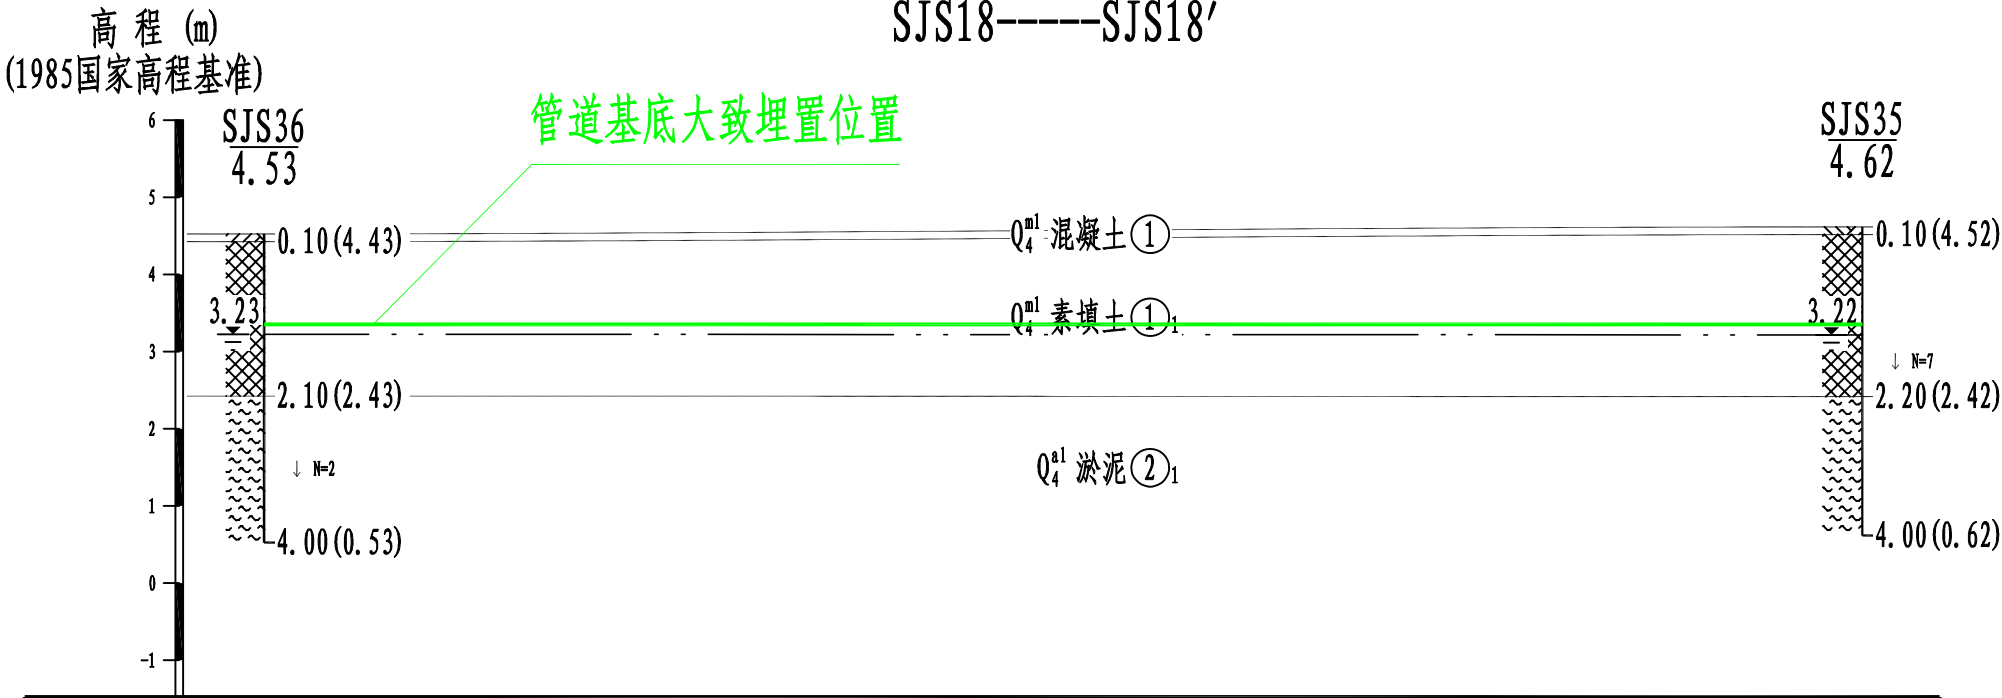 SJS18-----SJS18′
高 程 (m)
(1985国家高程基准)
管道基底大致埋置位置
SJS36
4.53
SJS35
4.62
6
5
4
3
2
1
0
-1
0.10(4.43)
Q4ml 混凝土①
0.10(4.52)
3.23
Q4ml 素填土①1
3.22
N=7
2.10(2.43)
2.20(2.42)
N=2
Q4al 淤泥②1
4.00(0.53)
4.00(0.62)